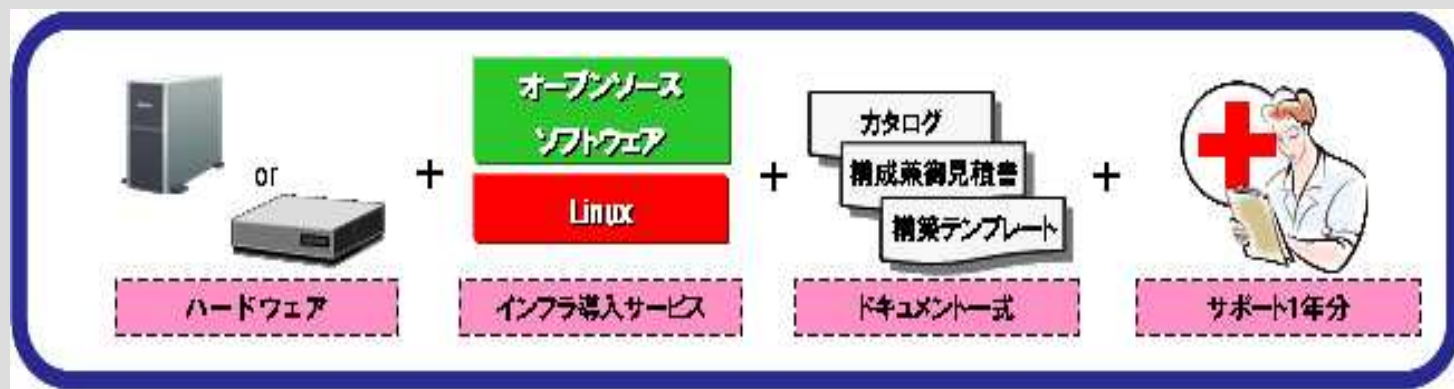 オープンソース
ソフトウェア
Linux
or
+
+
+
カタログ
構成兼御見積書
構築テンプレート
ハードウェア
インフラ導入サービス
ドキュメント一式
サポート1年分